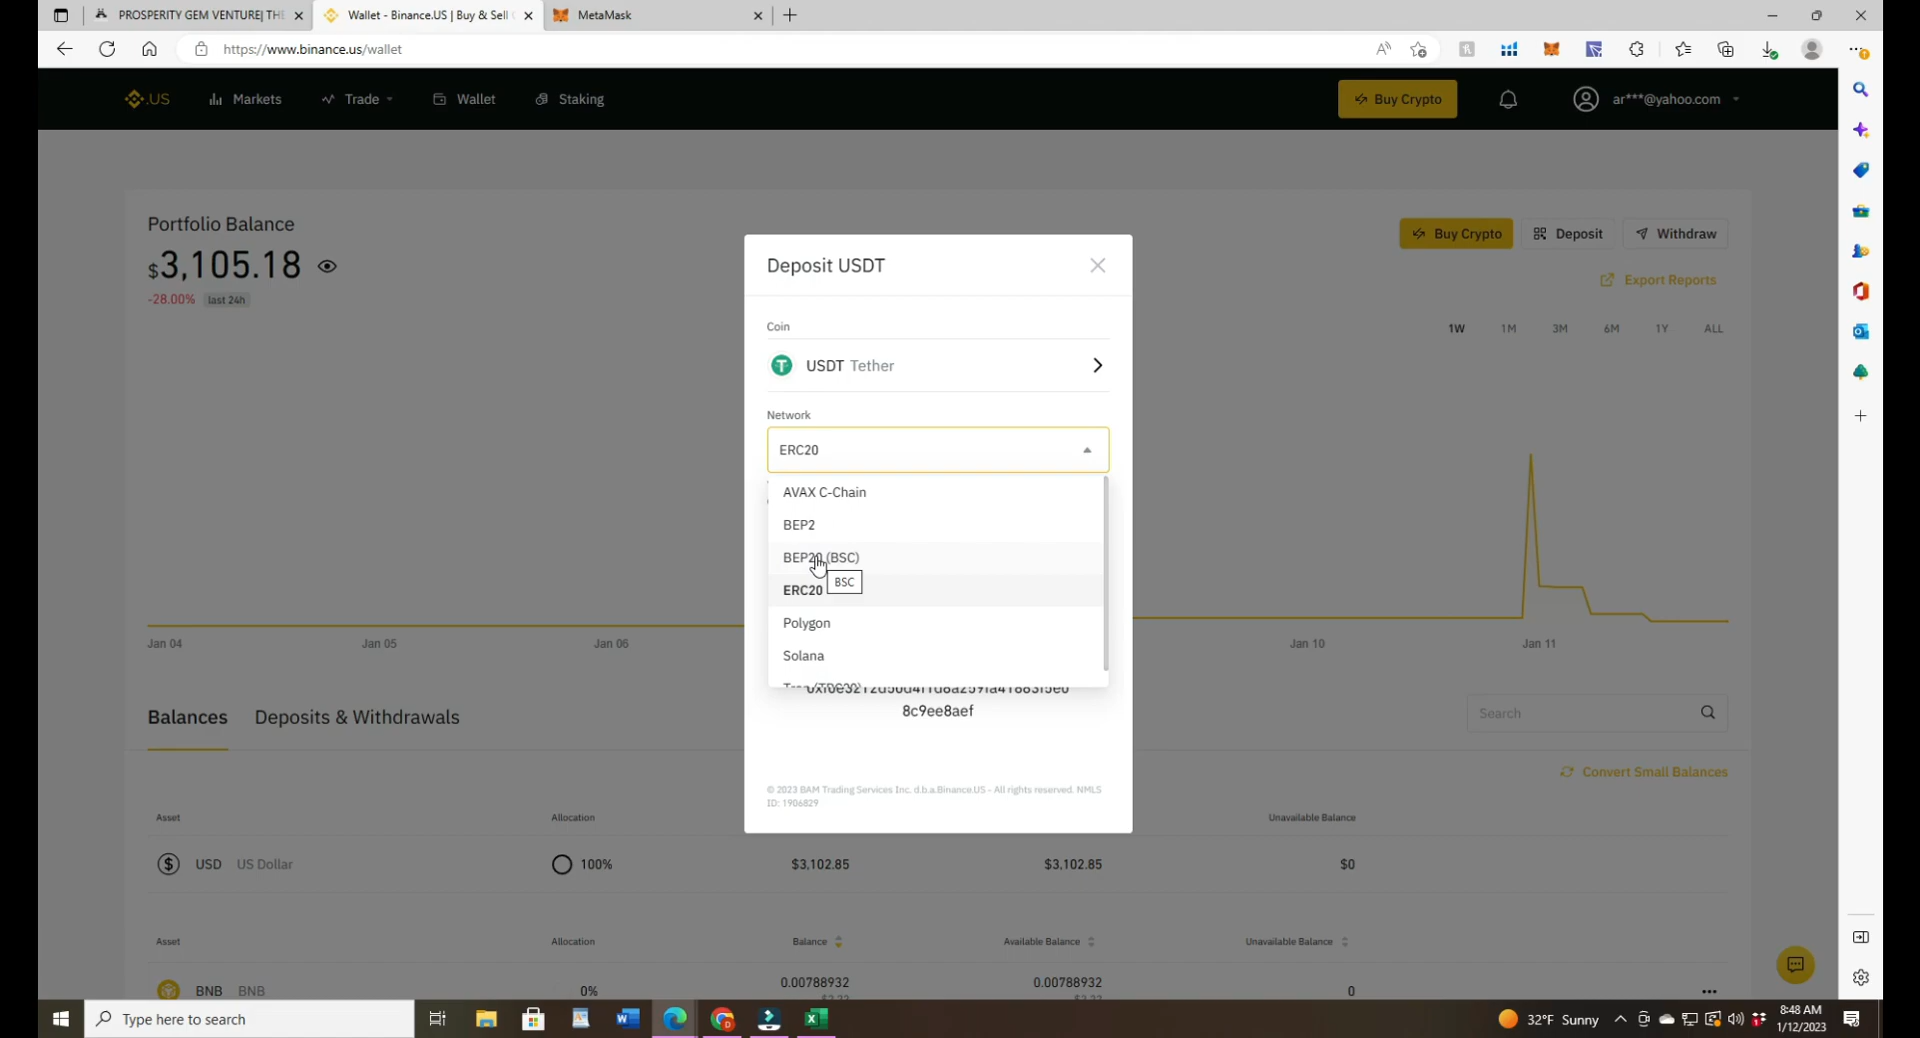 PROSPERITY GEM VENTURE| THE
Wallet - Binance.US | Buy & Sell
MetaMask
https://www.binance.us/wallet
.US
Markets
Trade
Wallet
Staking
Buy Crypto
ar***@yahoo.com
Portfolio Balance
$3,105.18
-28.00% last 24h
Buy Crypto
Deposit
Withdraw
Export Reports
1W 1M 3M 6M 1Y ALL
Deposit USDT
Coin
USDT Tether
Network
ERC20
AVAX C-Chain
BEP2
BEP20 (BSC)
BSC
ERC20
Polygon
Solana
8c9ee8aef
© 2023 BAM Trading Services Inc. d.b.a.Binance.US - All rights reserved. NMLS
ID: 1906829
Jan 04 Jan 05 Jan 06 Jan 10 Jan 11
Balances Deposits & Withdrawals
Search
Convert Small Balances
Asset Allocation Unavailable Balance
USD US Dollar 100% $3,102.85 $3,102.85 $0
Asset Allocation Balance Available Balance Unavailable Balance
BNB BNB 0% 0.00788932 0.00788932 0
Type here to search
32°F Sunny
8:48 AM
1/12/2023